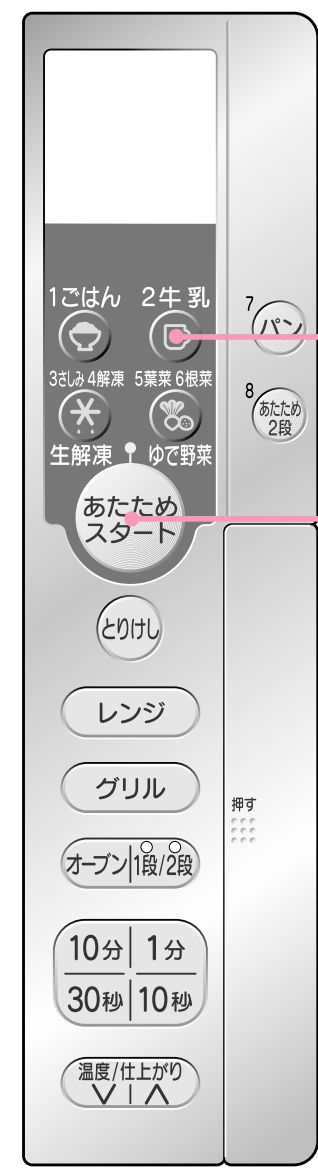 1ごはん 2牛乳
7
パン
3さしみ 4解凍 5葉菜 6根菜
8
あたため
2段
生解凍 ゆで野菜
あたため
スタート
とりけし
レンジ
グリル
押す
オーブン 1段/2段
10分 1分
30秒 10秒
温度/仕上がり